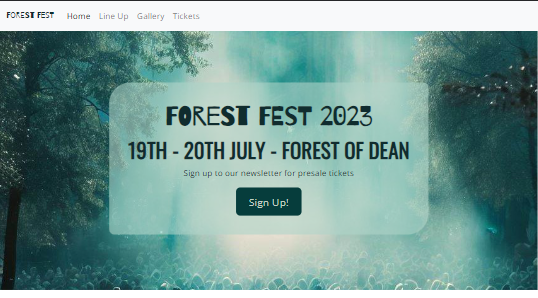 FOREST FEST Home Line Up Gallery Tickets
FOREST FEST 2023
19TH - 20TH JULY - FOREST OF DEAN
Sign up to our newsletter for presale tickets
Sign Up!